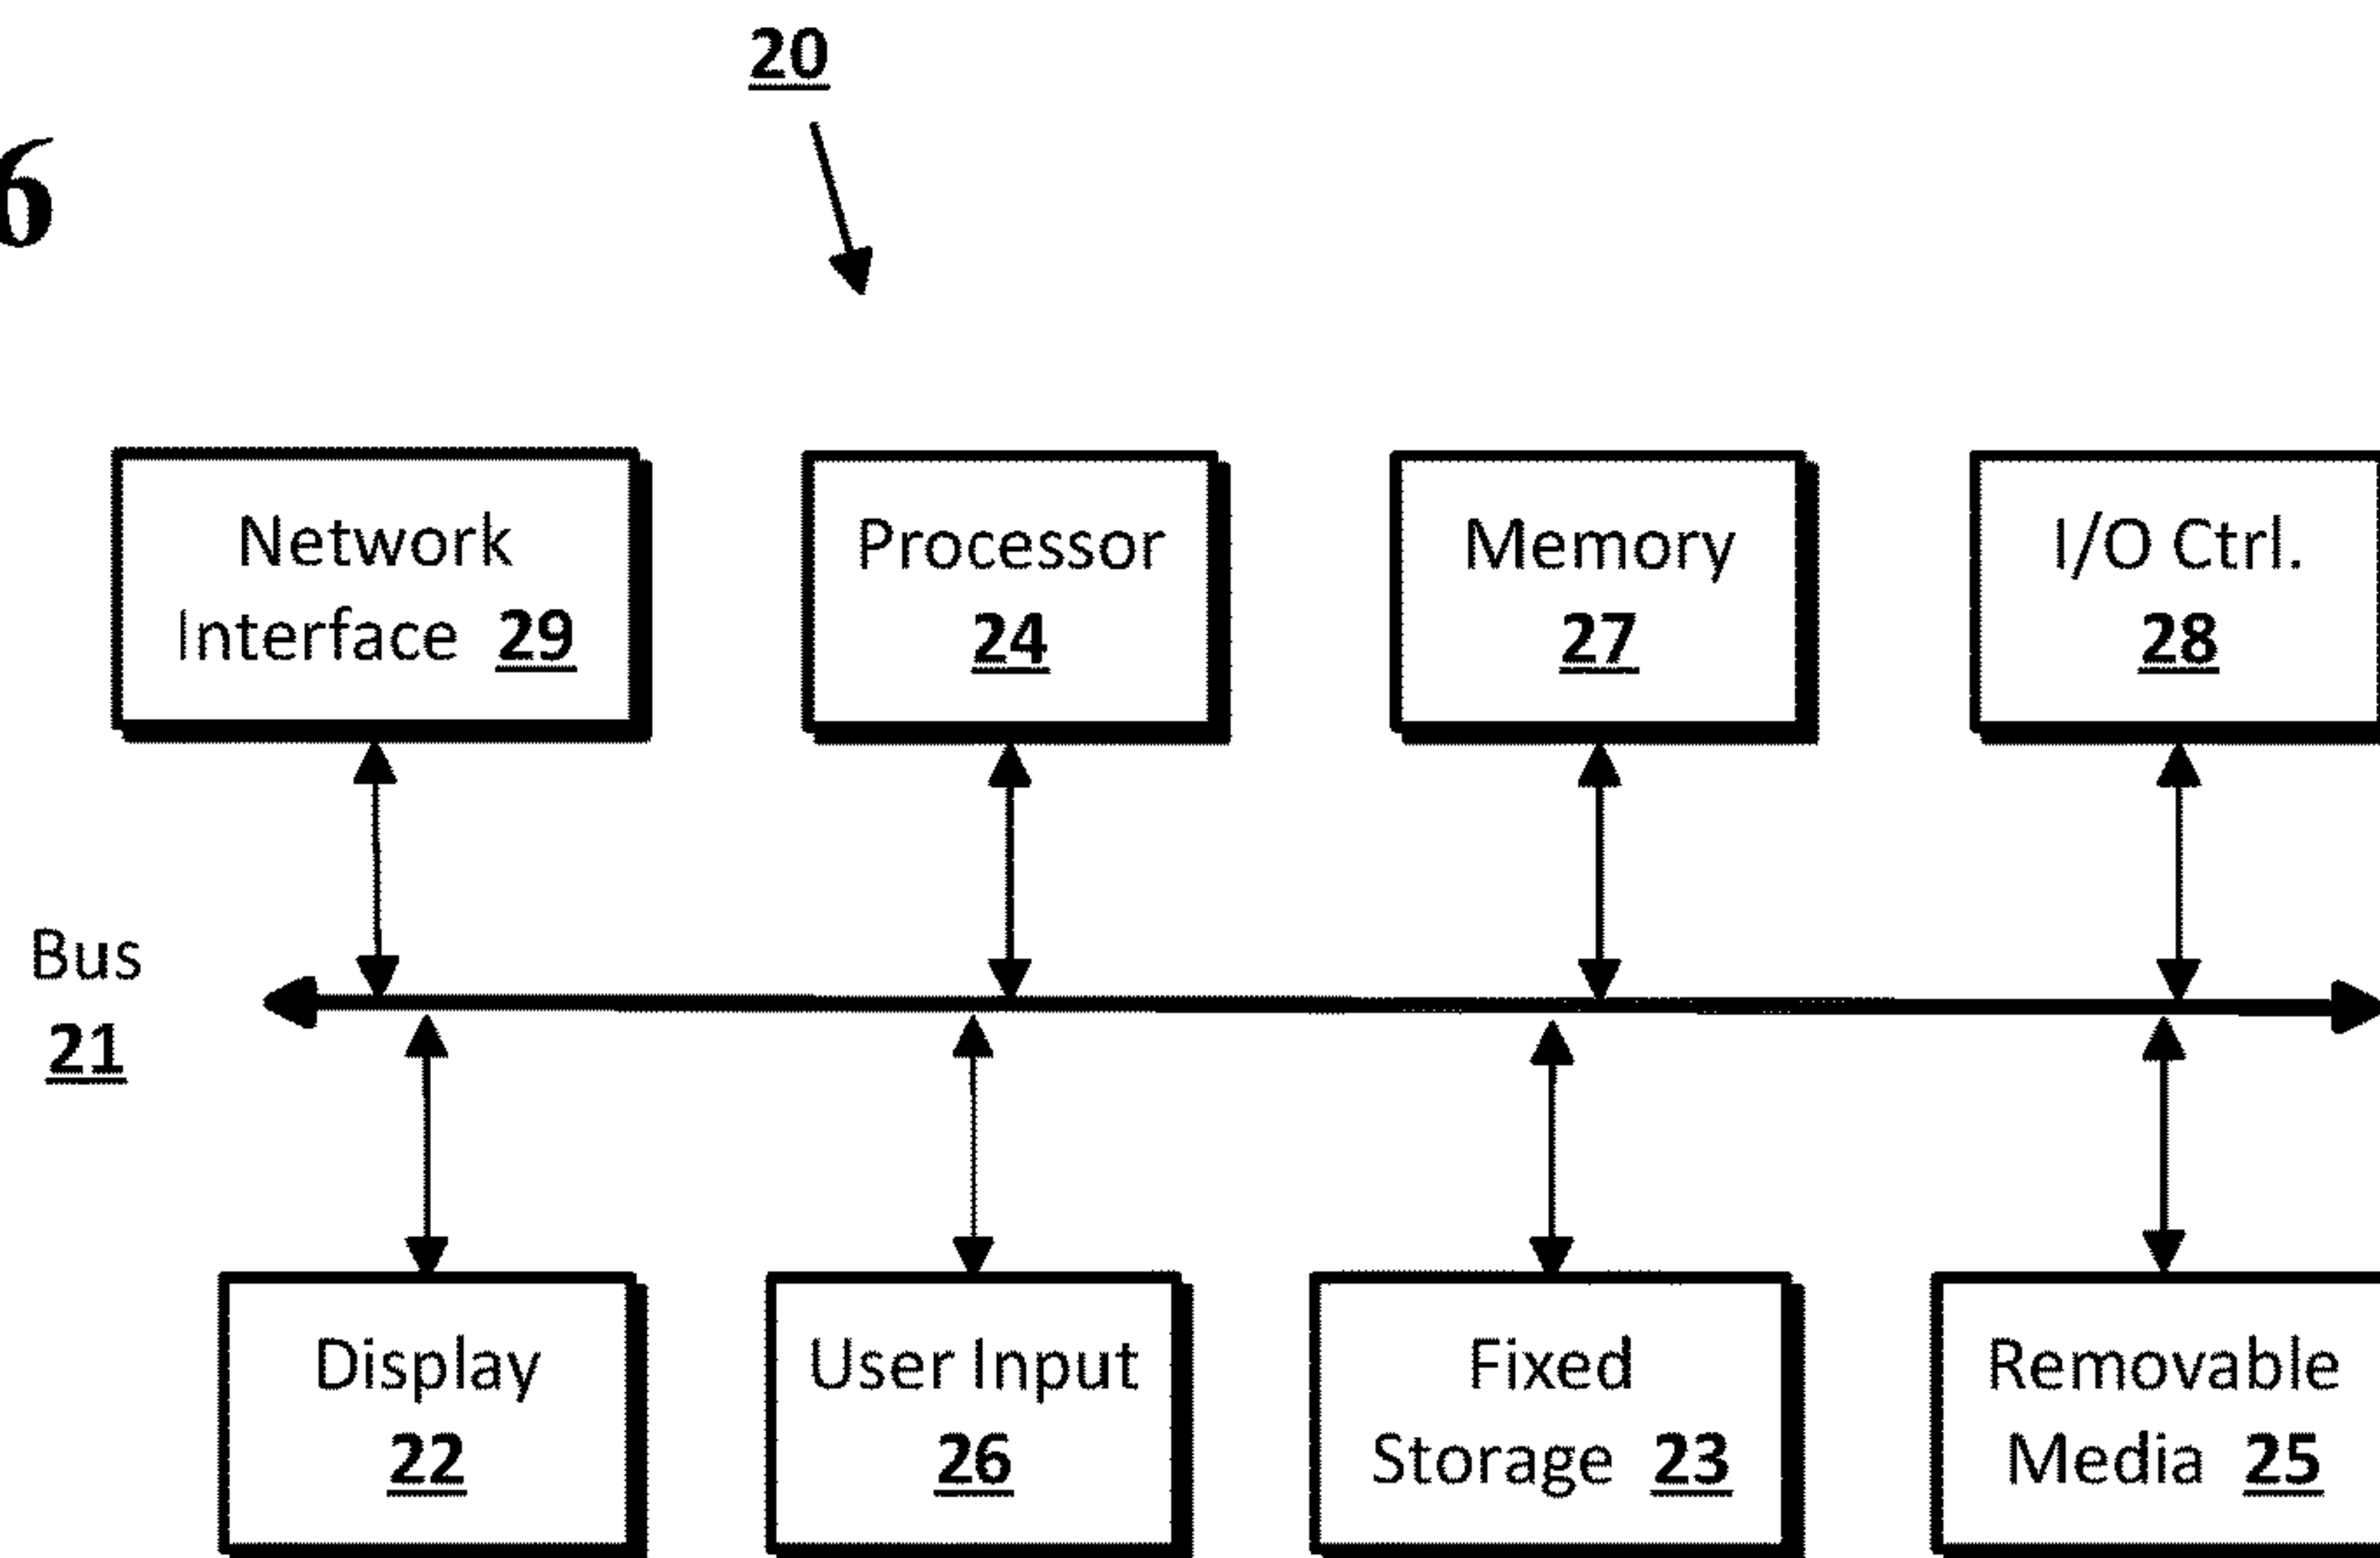 20
6
Network
Interface 29
Processor
24
Memory
27
I/O Ctrl.
28
Bus
21
Display
22
User Input
26
Fixed
Storage 23
Removable
Media 25